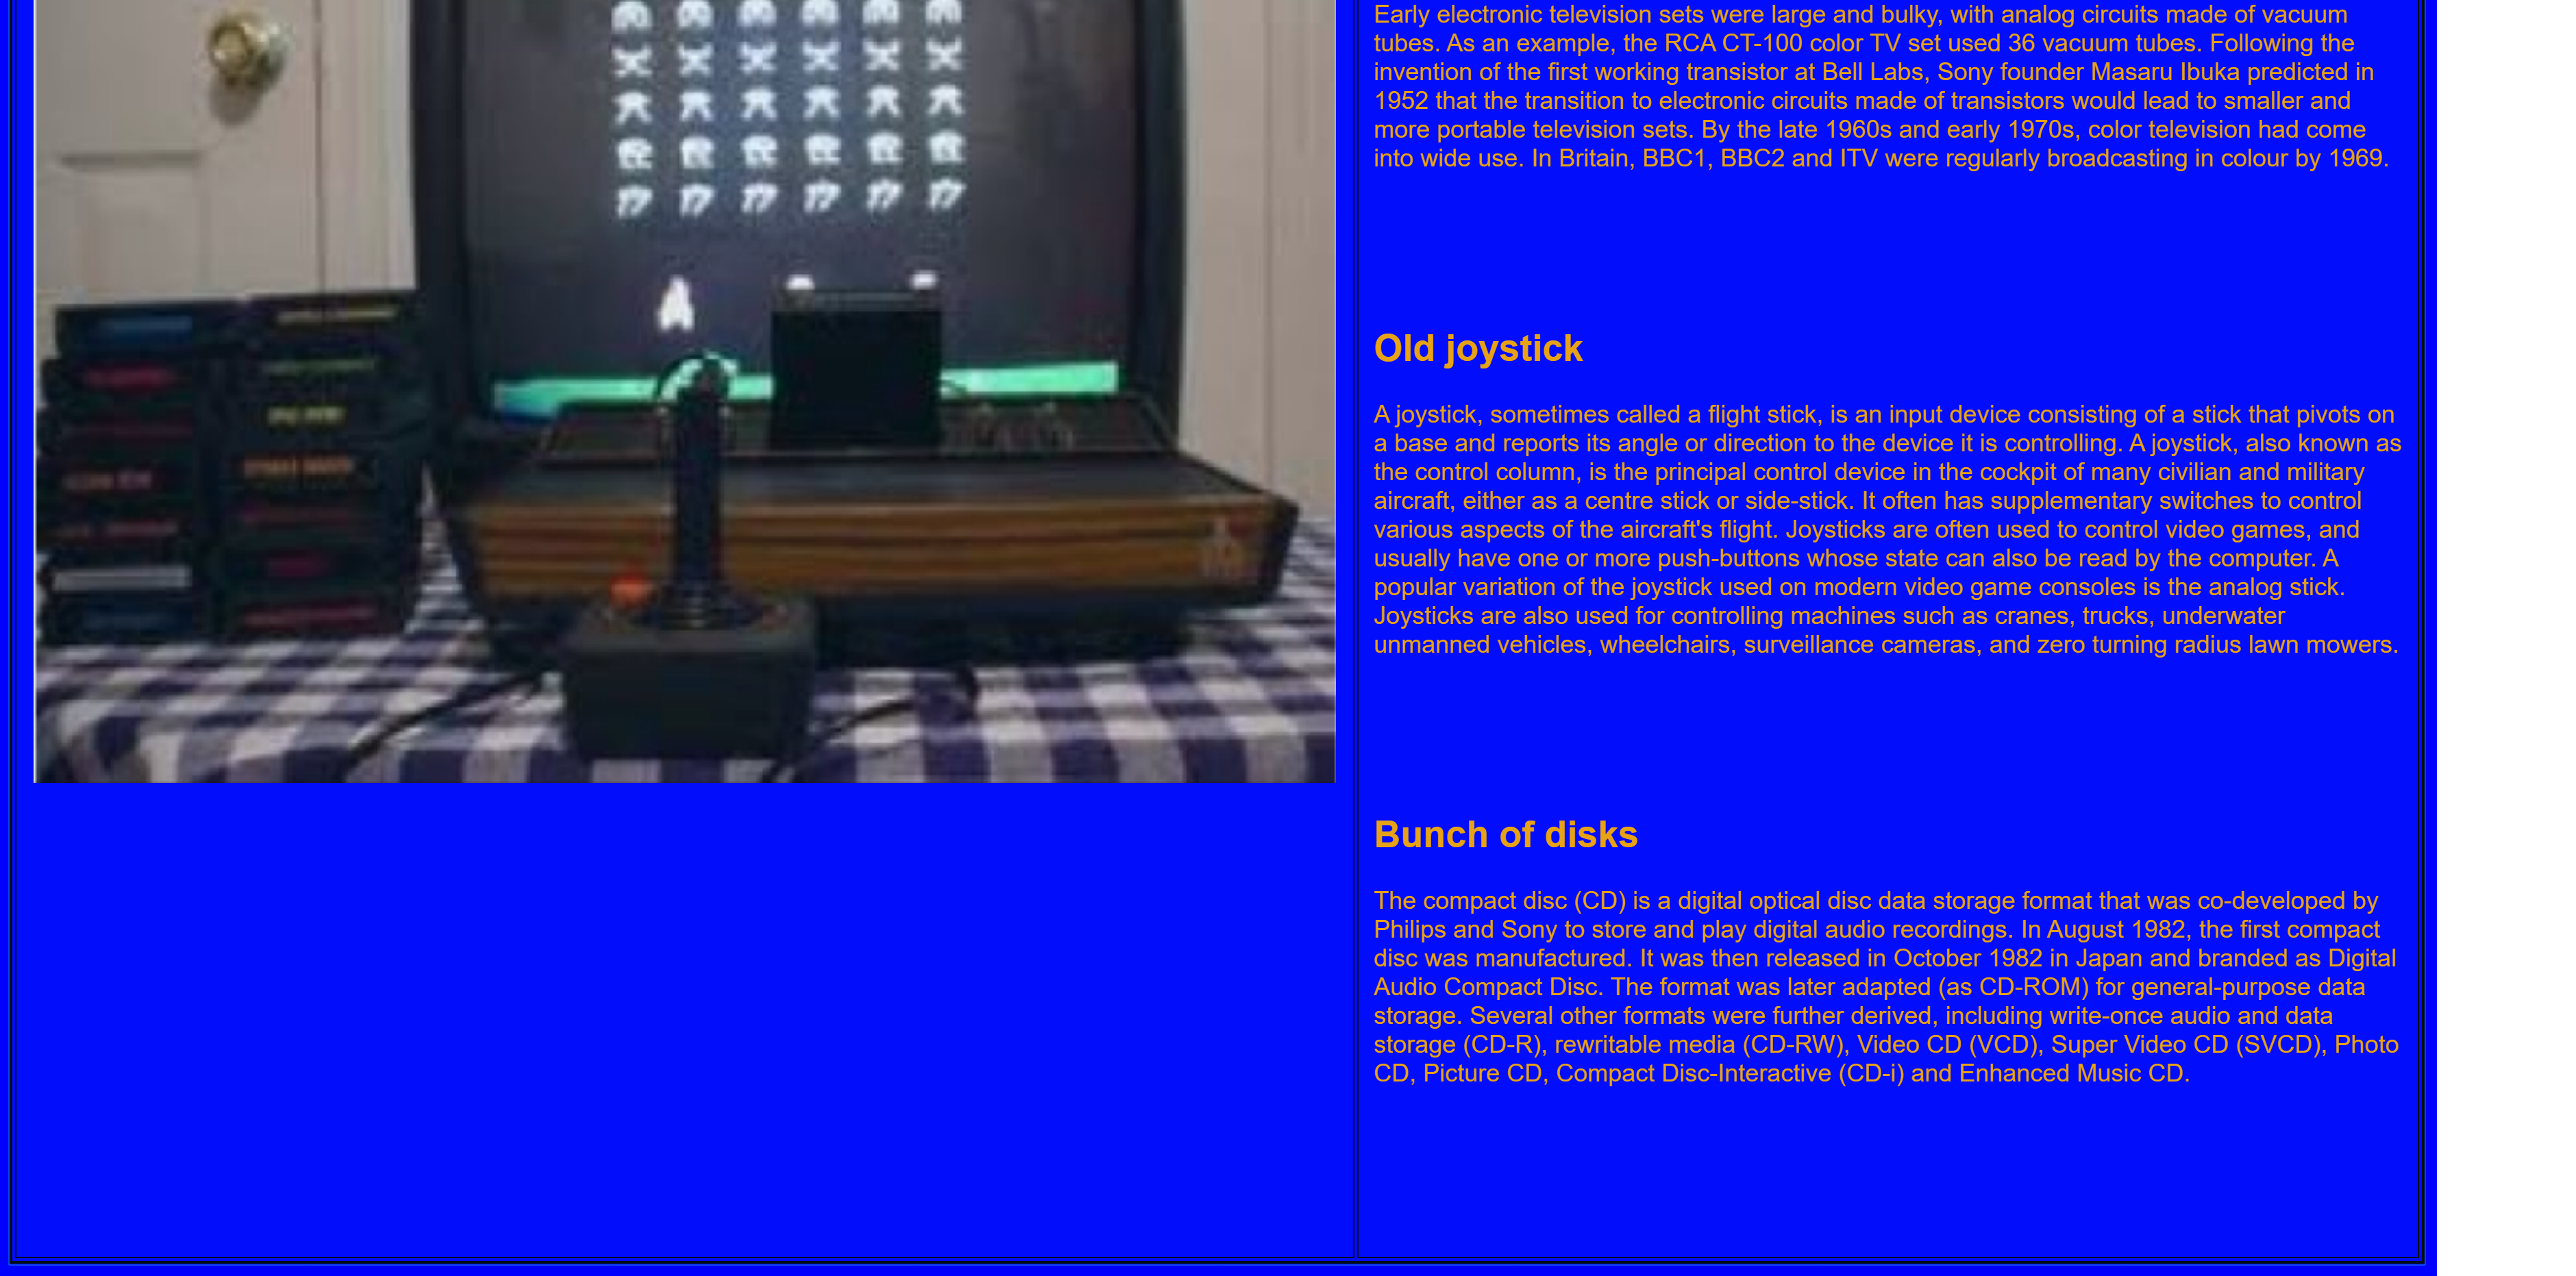 Early electronic television sets were large and bulky, with analog circuits made of vacuum
tubes. As an example, the RCA CT-100 color TV set used 36 vacuum tubes. Following the
invention of the first working transistor at Bell Labs, Sony founder Masaru Ibuka predicted in
1952 that the transition to electronic circuits made of transistors would lead to smaller and
more portable television sets. By the late 1960s and early 1970s, color television had come
into wide use. In Britain, BBC1, BBC2 and ITV were regularly broadcasting in colour by 1969.
Old joystick
A joystick, sometimes called a flight stick, is an input device consisting of a stick that pivots on
a base and reports its angle or direction to the device it is controlling. A joystick, also known as
the control column, is the principal control device in the cockpit of many civilian and military
aircraft, either as a centre stick or side-stick. It often has supplementary switches to control
various aspects of the aircraft's flight. Joysticks are often used to control video games, and
usually have one or more push-buttons whose state can also be read by the computer. A
popular variation of the joystick used on modern video game consoles is the analog stick.
Joysticks are also used for controlling machines such as cranes, trucks, underwater
unmanned vehicles, wheelchairs, surveillance cameras, and zero turning radius lawn mowers.
Bunch of disks
The compact disc (CD) is a digital optical disc data storage format that was co-developed by
Philips and Sony to store and play digital audio recordings. In August 1982, the first compact
disc was manufactured. It was then released in October 1982 in Japan and branded as Digital
Audio Compact Disc. The format was later adapted (as CD-ROM) for general-purpose data
storage. Several other formats were further derived, including write-once audio and data
storage (CD-R), rewritable media (CD-RW), Video CD (VCD), Super Video CD (SVCD), Photo
CD, Picture CD, Compact Disc-Interactive (CD-i) and Enhanced Music CD.